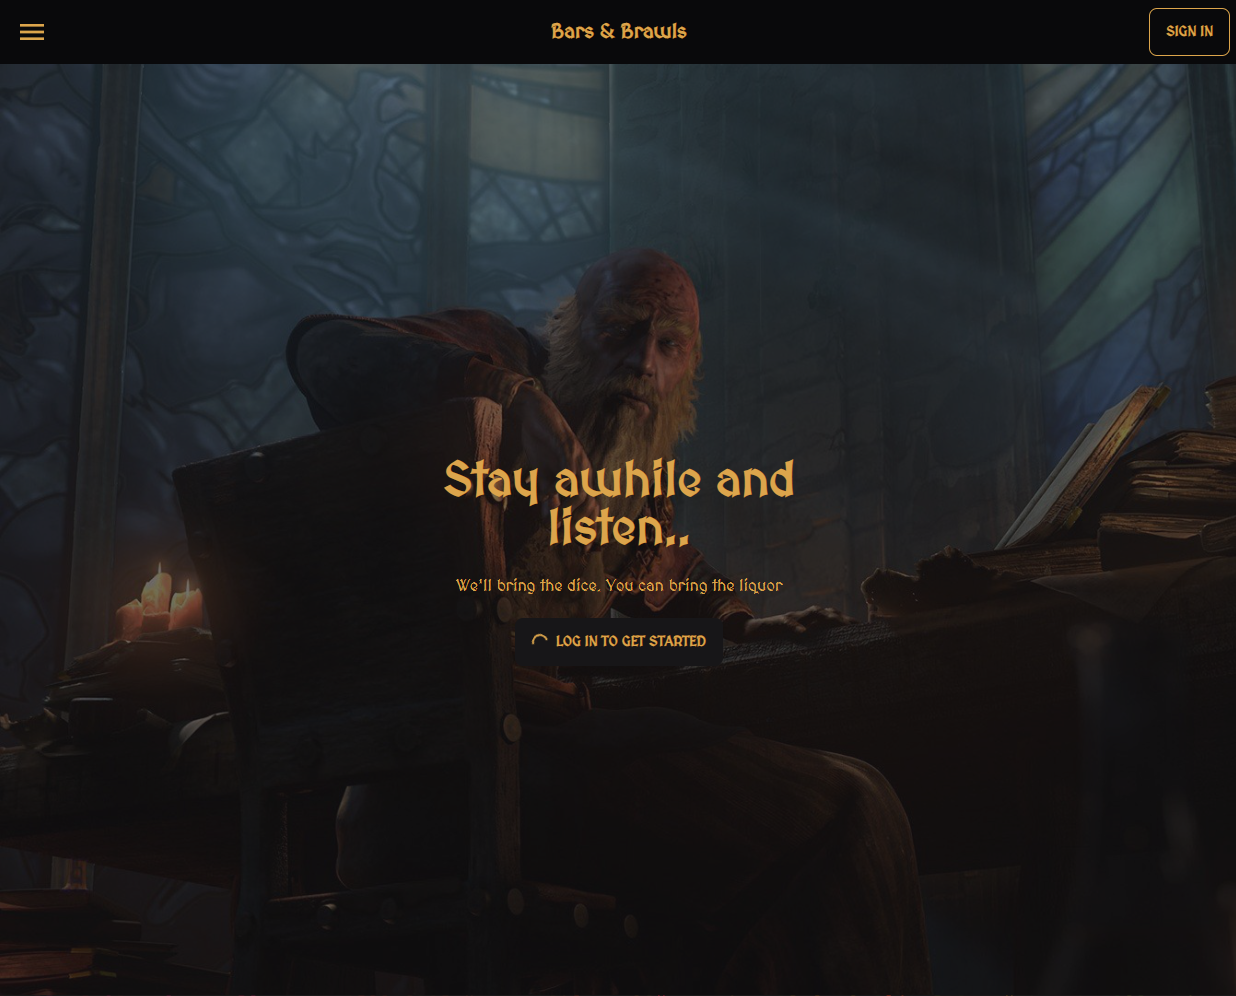 Bars & Brawls
SIGN IN
Stay awhile and
listen..
We'll bring the dice, You can bring the liquor
LOG IN TO GET STARTED